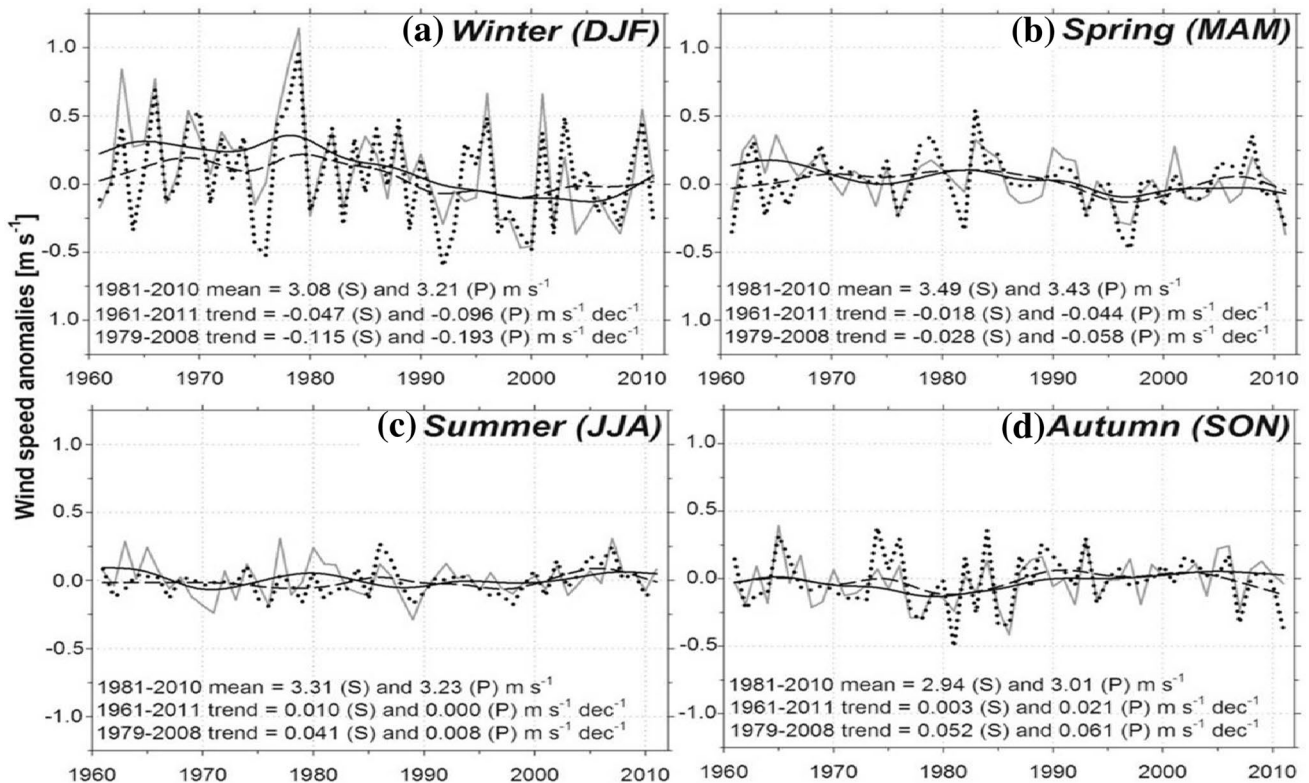 Wind speed anomalies [m s⁻¹]
(a) Winter (DJF)
1.0
0.5
0.0
-0.5
1.0
1981-2010 mean = 3.08 (S) and 3.21 (P) m s⁻¹
1961-2011 trend = -0.047 (S) and -0.096 (P) m s⁻¹ dec⁻¹
1979-2008 trend = -0.115 (S) and -0.193 (P) m s⁻¹ dec⁻¹
1960 1970 1980 1990 2000 2010
(b) Spring (MAM)
1.0
0.5
0.0
-0.5
1.0
1981-2010 mean = 3.49 (S) and 3.43 (P) m s⁻¹
1961-2011 trend = -0.018 (S) and -0.044 (P) m s⁻¹ dec⁻¹
1979-2008 trend = -0.028 (S) and -0.058 (P) m s⁻¹ dec⁻¹
1960 1970 1980 1990 2000 2010
(c) Summer (JJA)
1.0
0.5
0.0
-0.5
-1.0
1981-2010 mean = 3.31 (S) and 3.23 (P) m s⁻¹
1961-2011 trend = 0.010 (S) and 0.000 (P) m s⁻¹ dec⁻¹
1979-2008 trend = 0.041 (S) and 0.008 (P) m s⁻¹ dec⁻¹
1960 1970 1980 1990 2000 2010
(d) Autumn (SON)
1.0
0.5
0.0
-0.5
-1.0
1981-2010 mean = 2.94 (S) and 3.01 (P) m s⁻¹
1961-2011 trend = 0.003 (S) and 0.021 (P) m s⁻¹ dec⁻¹
1979-2008 trend = 0.052 (S) and 0.061 (P) m s⁻¹ dec⁻¹
1960 1970 1980 1990 2000 2010